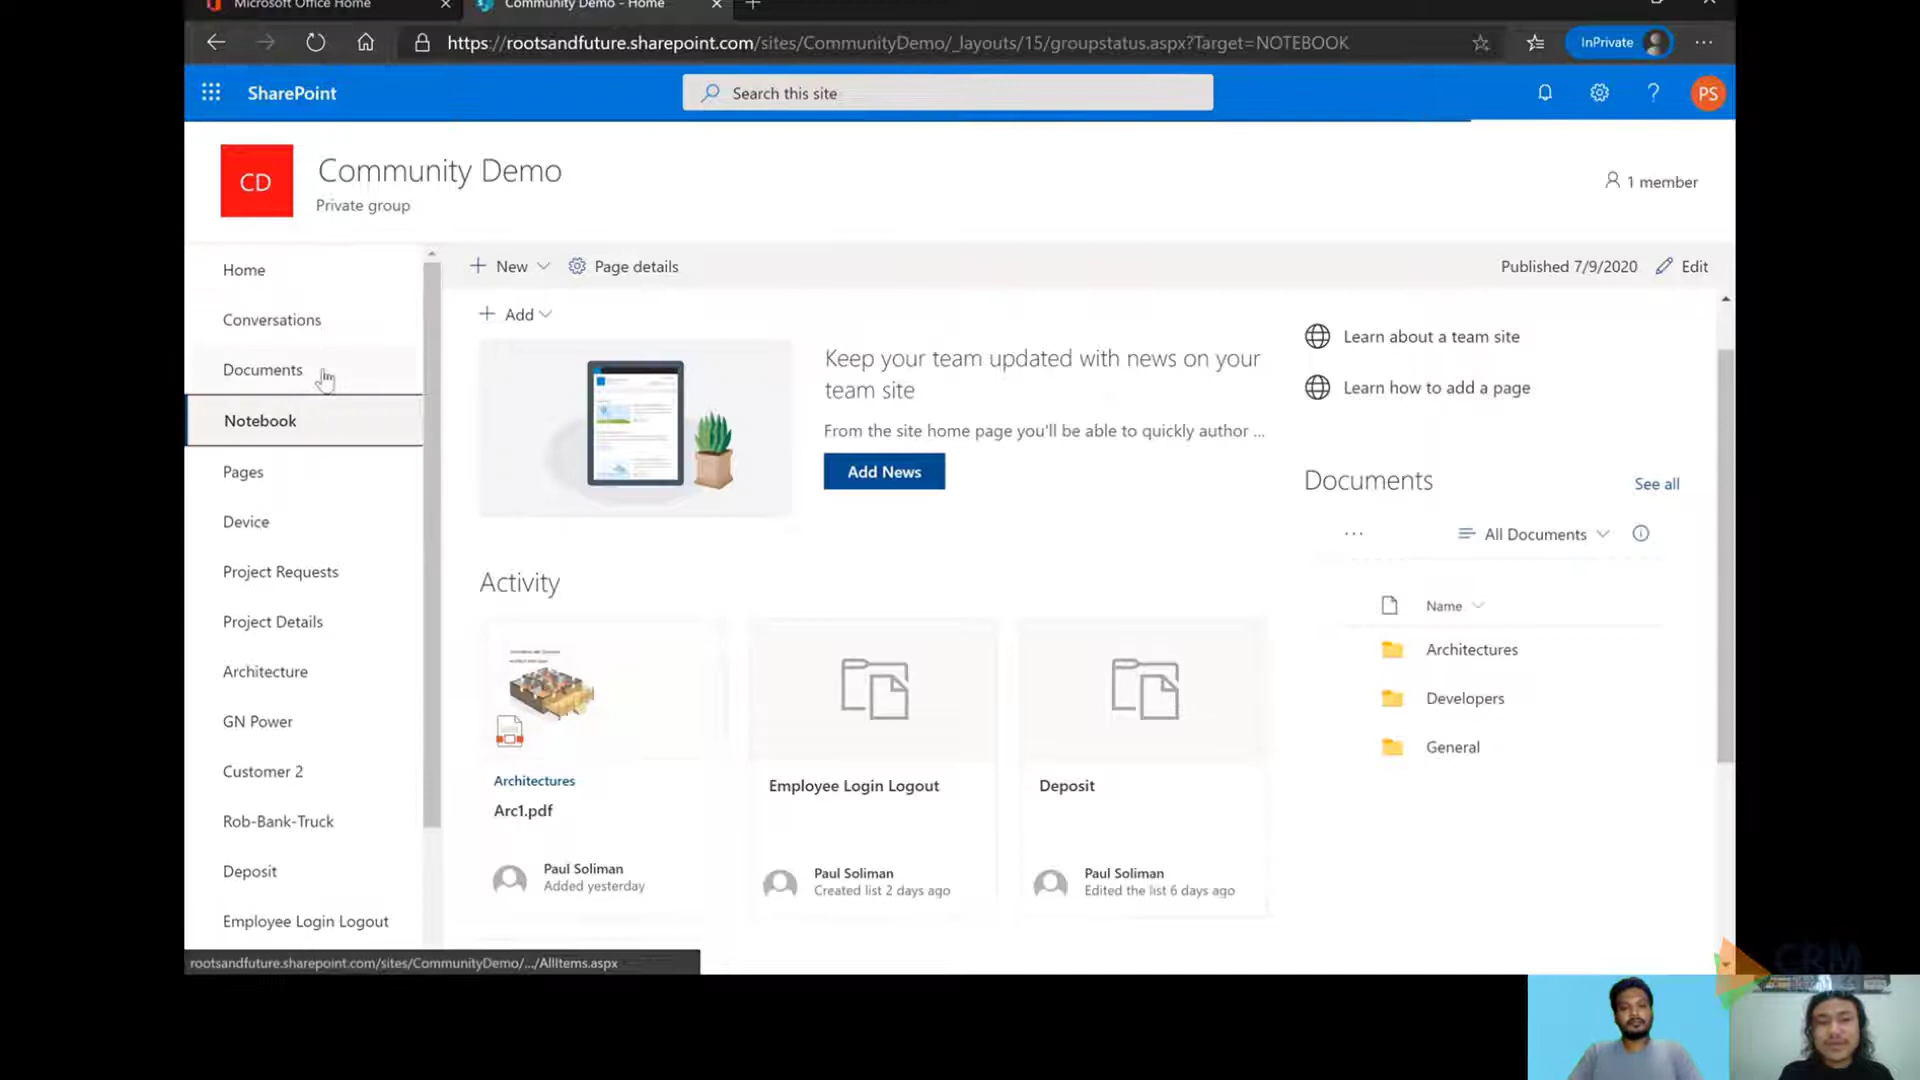 Microsoft Office Home
Community Demo - Home
https://rootsandfuture.sharepoint.com/sites/CommunityDemo/_layouts/15/groupstatus.aspx?Target=NOTEBOOK
InPrivate
SharePoint
Search this site
?
PS
CD
Community Demo
Private group
1 member
Home
Conversations
Documents
Notebook
Pages
Device
Project Requests
Project Details
Architecture
GN Power
Customer 2
Rob-Bank-Truck
Deposit
Employee Login Logout
New
Page details
Published 7/9/2020
Edit
Add
Keep your team updated with news on your
team site
From the site home page you'll be able to quickly author ...
Add News
Learn about a team site
Learn how to add a page
Documents
See all
All Documents
Name
Architectures
Developers
General
Activity
Architectures
Arc1.pdf
Paul Soliman
Added yesterday
Employee Login Logout
Paul Soliman
Created list 2 days ago
Deposit
Paul Soliman
Edited the list 6 days ago
rootsandfuture.sharepoint.com/sites/CommunityDemo/.../AllItems.aspx
CRM